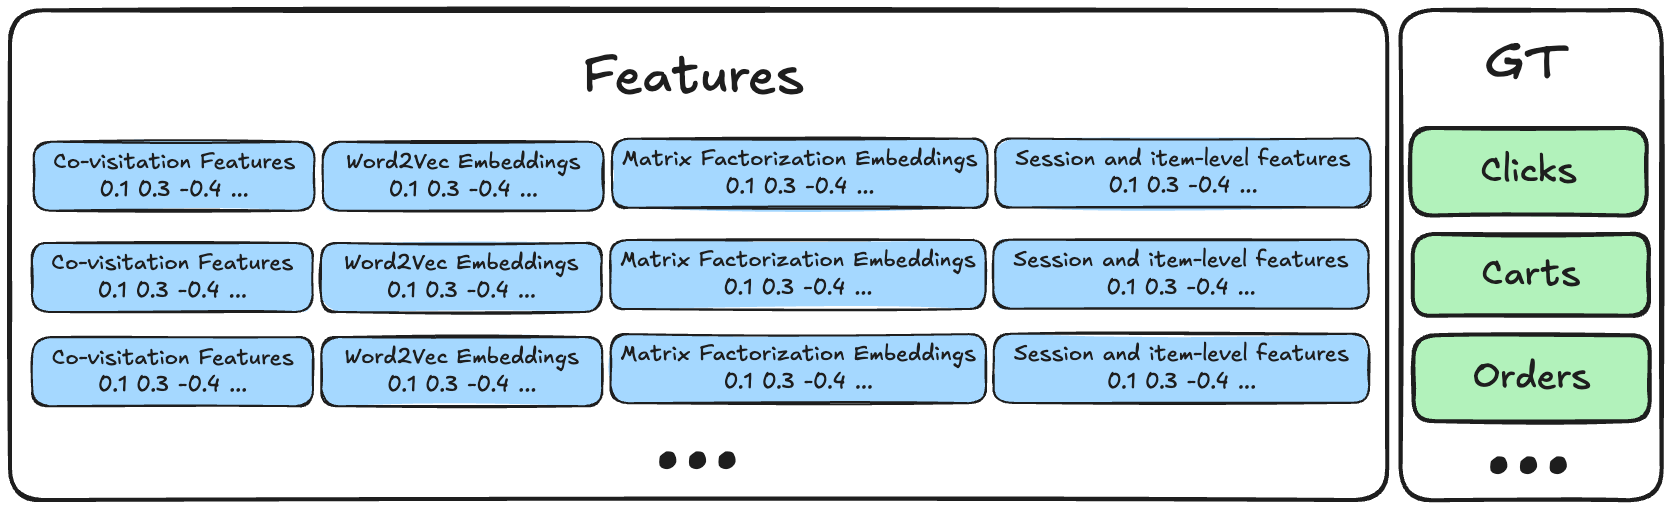 Features
Co-visitation Features
0.1 0.3 -0.4 ...
Word2Vec Embeddings
0.1 0.3 -0.4 ...
Matrix Factorization Embeddings
0.1 0.3 -0.4 ...
Session and item-level features
0.1 0.3 -0.4 ...
Co-visitation Features
0.1 0.3 -0.4 ...
Word2Vec Embeddings
0.1 0.3 -0.4 ...
Matrix Factorization Embeddings
0.1 0.3 -0.4 ...
Session and item-level features
0.1 0.3 -0.4 ...
Co-visitation Features
0.1 0.3 -0.4 ...
Word2Vec Embeddings
0.1 0.3 -0.4 ...
Matrix Factorization Embeddings
0.1 0.3 -0.4 ...
Session and item-level features
0.1 0.3 -0.4 ...
...
GT
Clicks
Carts
Orders
...